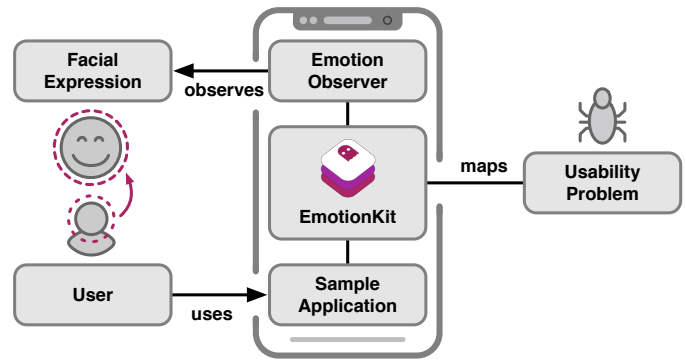 Facial
Expression
observes
Emotion
Observer
EmotionKit
maps
Usability
Problem
User
uses
Sample
Application